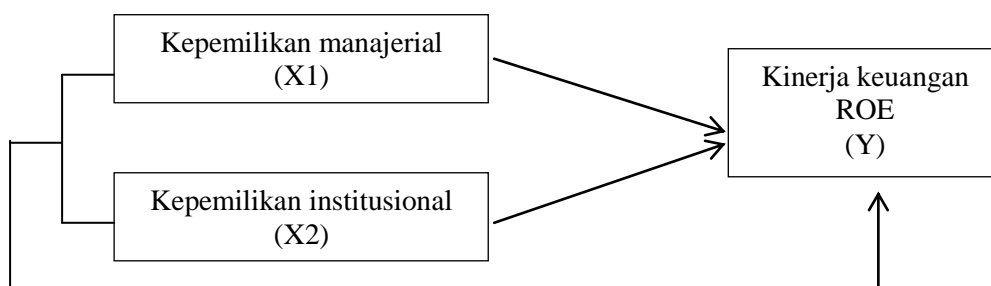 Kepemilikan manajerial
(X1)
Kinerja keuangan
ROE
(Y)
Kepemilikan institusional
(X2)